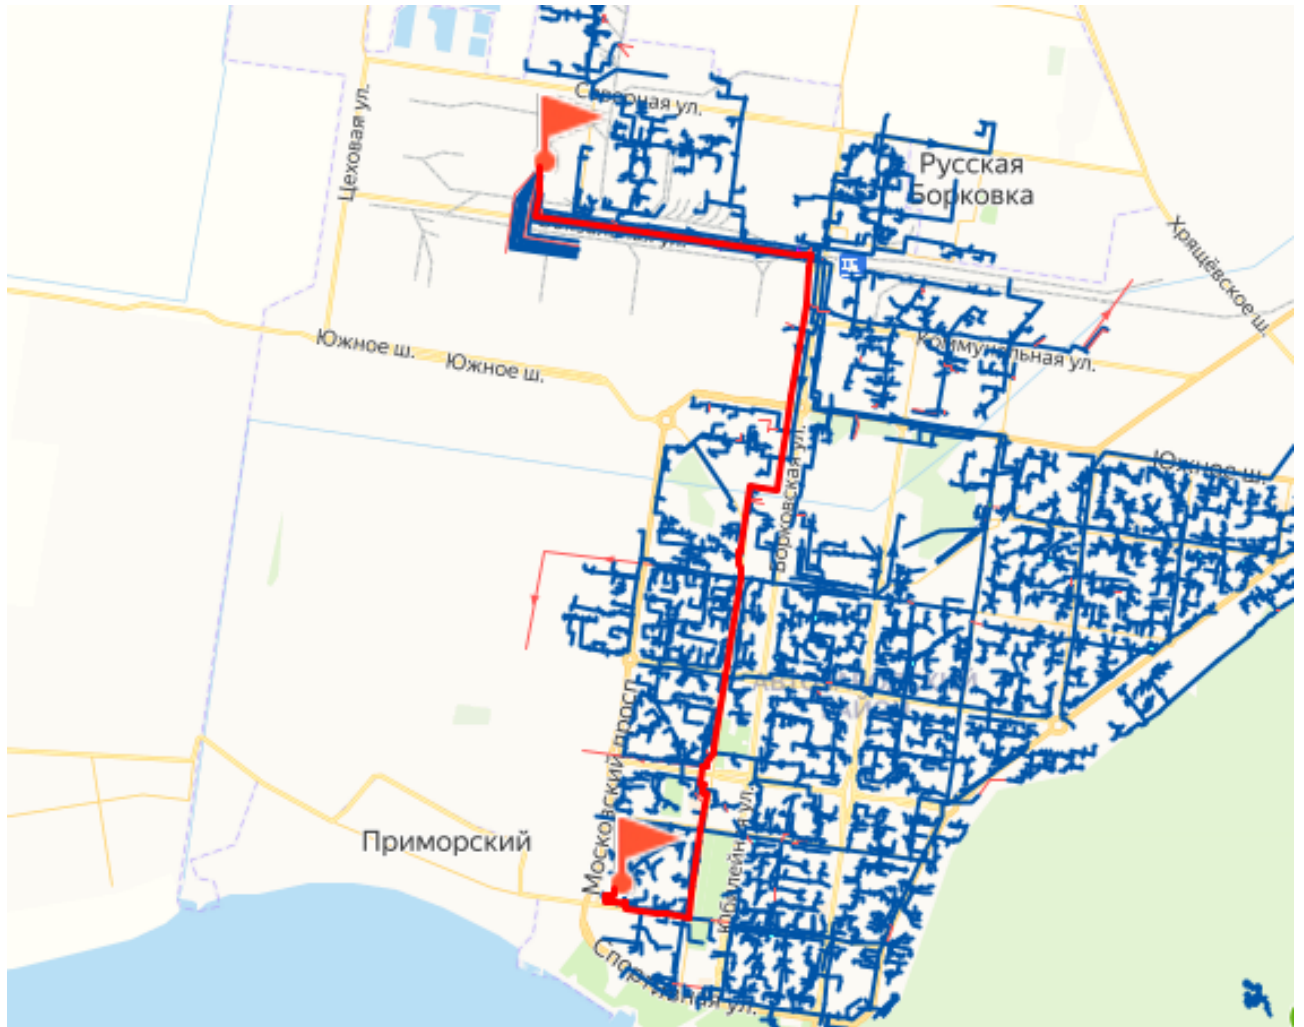 Северная ул.
Цеховая ул.
Русская
Борковка
Хрящёвское ш.
Южное ш.
Южное ш.
Коммунальная ул.
Южное ш.
Борковская ул.
Московский просп.
Приморский
Юбилейная ул.
Спортивная ул.